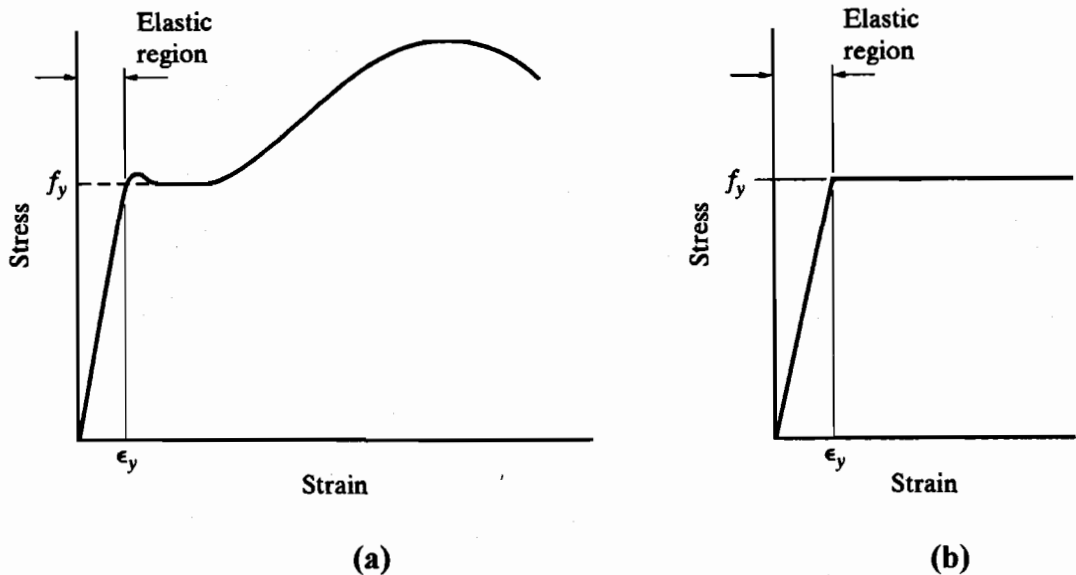 Elastic
region
f_y
Stress
ϵ_y
Strain
(a)
Elastic
region
f_y
Stress
ϵ_y
Strain
(b)